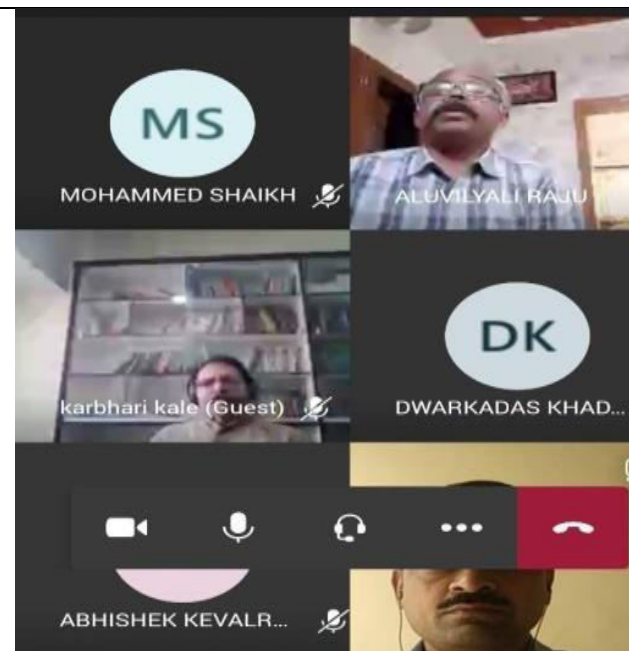 MS
MOHAMMED SHAIKH
ALUVILYALI RAJU
karbhari kale (Guest)
DK
DWARKADAS KHAD...
ABHISHEK KEVALR...